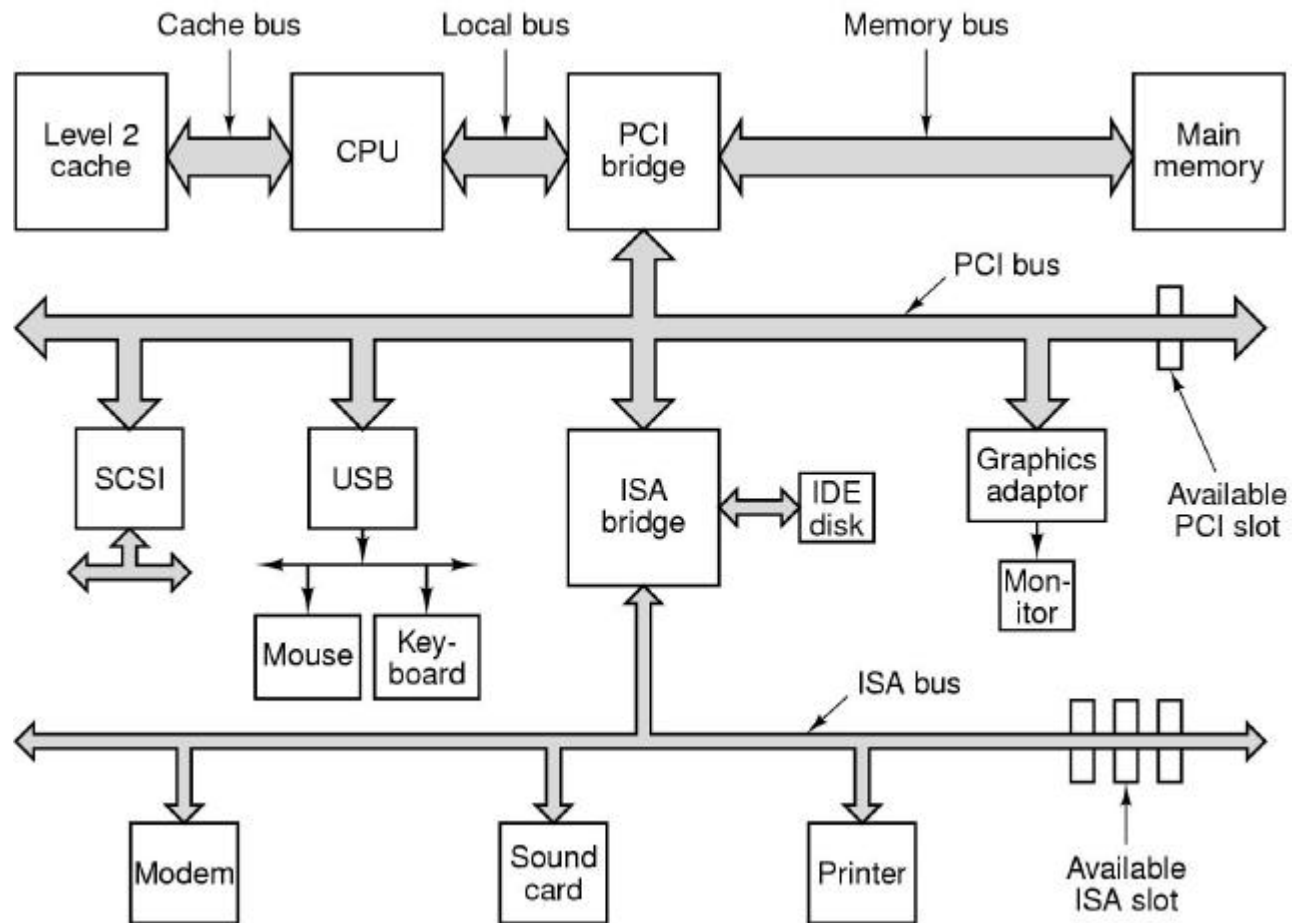 Cache bus
Local bus
Memory bus
Level 2
cache
CPU
PCI
bridge
Main
memory
PCI bus
SCSI
USB
ISA
bridge
IDE
disk
Graphics
adaptor
Available
PCI slot
Mon-
itor
Mouse
Key-
board
ISA bus
Modem
Sound
card
Printer
Available
ISA slot